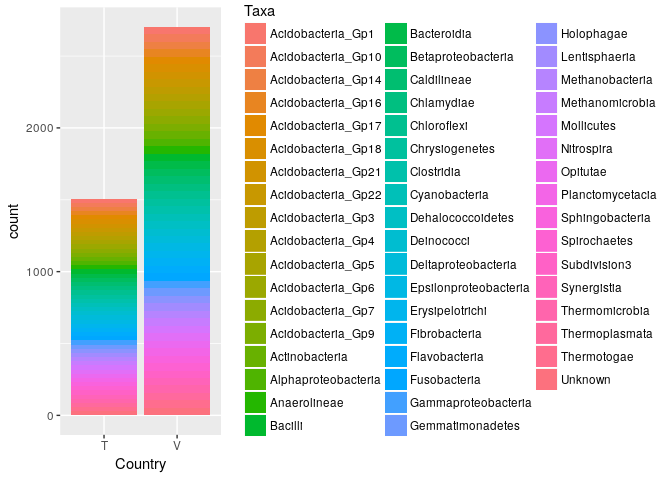 Taxa
Acidobacteria_Gp1
Acidobacteria_Gp10
Acidobacteria_Gp14
Acidobacteria_Gp16
Acidobacteria_Gp17
Acidobacteria_Gp18
Acidobacteria_Gp21
Acidobacteria_Gp22
Acidobacteria_Gp3
Acidobacteria_Gp4
Acidobacteria_Gp5
Acidobacteria_Gp6
Acidobacteria_Gp7
Acidobacteria_Gp9
Actinobacteria
Alphaproteobacteria
Anaerolineae
Bacilli
Bacteroidia
Betaproteobacteria
Caldilineae
Chlamydiae
Chloroflexi
Chrysiogenetes
Clostridia
Cyanobacteria
Dehalococcoidetes
Deinococci
Deltaproteobacteria
Epsilonproteobacteria
Erysipelotrichi
Fibrobacteria
Flavobacteria
Fusobacteria
Gammaproteobacteria
Gemmatimonadetes
Holophagae
Lentisphaeria
Methanobacteria
Methanomicrobia
Mollicutes
Nitrospira
Opitutae
Planctomycetacia
Sphingobacteria
Spirochaetes
Subdivision3
Synergistia
Thermomicrobia
Thermoplasmata
Thermotogae
Unknown
count
2000
1000
0
T
V
Country